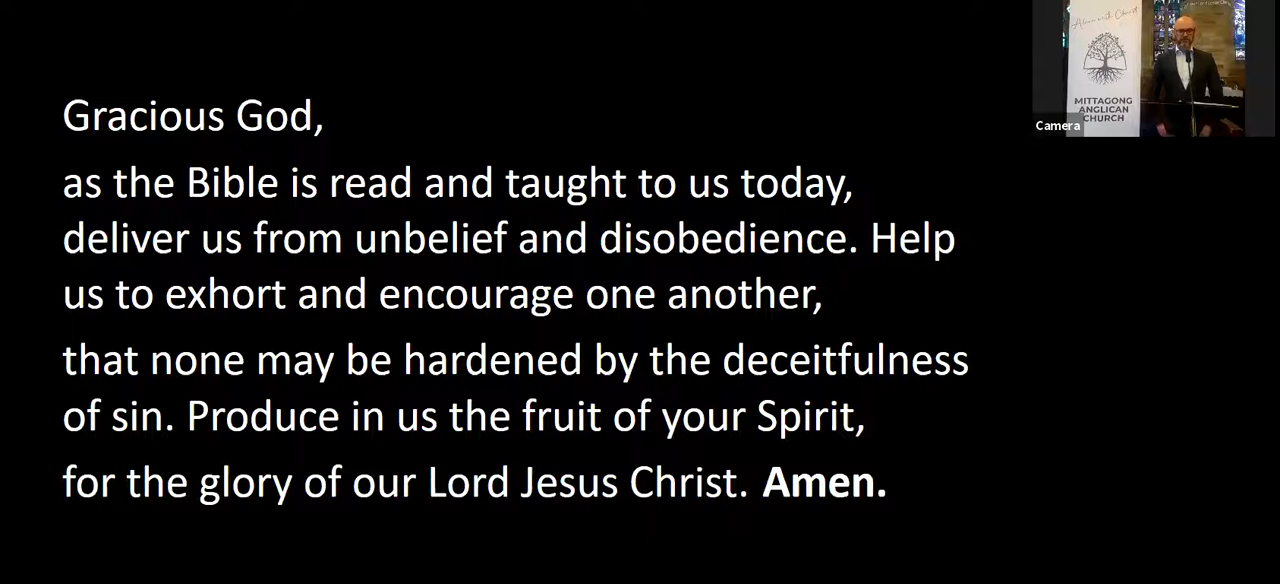 Gracious God,
as the Bible is read and taught to us today,
deliver us from unbelief and disobedience. Help
us to exhort and encourage one another,
that none may be hardened by the deceitfulness
of sin. Produce in us the fruit of your Spirit,
for the glory of our Lord Jesus Christ. Amen.
Alive with Christ
MITTAGONG
ANGLICAN
CHURCH
Camera